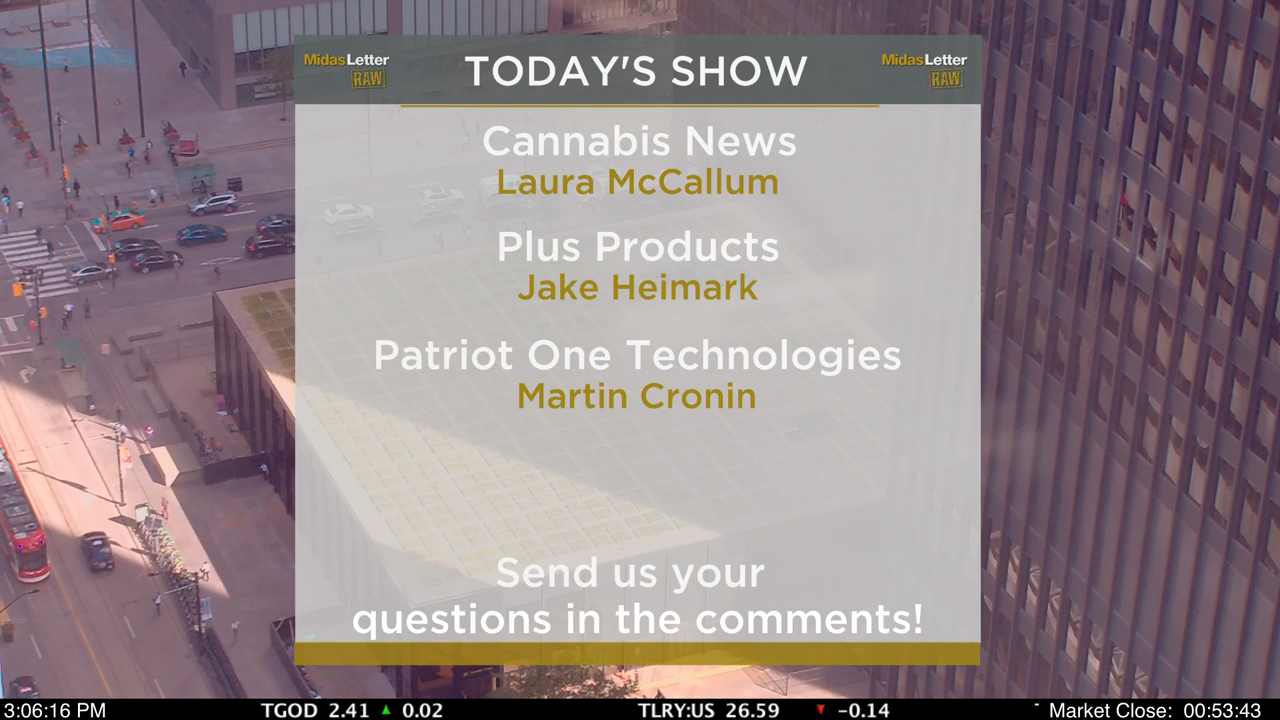 MidasLetter
RAW
TODAY'S SHOW
MidasLetter
RAW
Cannabis News
Laura McCallum
Plus Products
Jake Heimark
Patriot One Technologies
Martin Cronin
Send us your
questions in the comments!
3:06:16 PM TGOD 2.41 ▲ 0.02 TLRY:US 26.59 ▼ -0.14 Market Close: 00:53:43